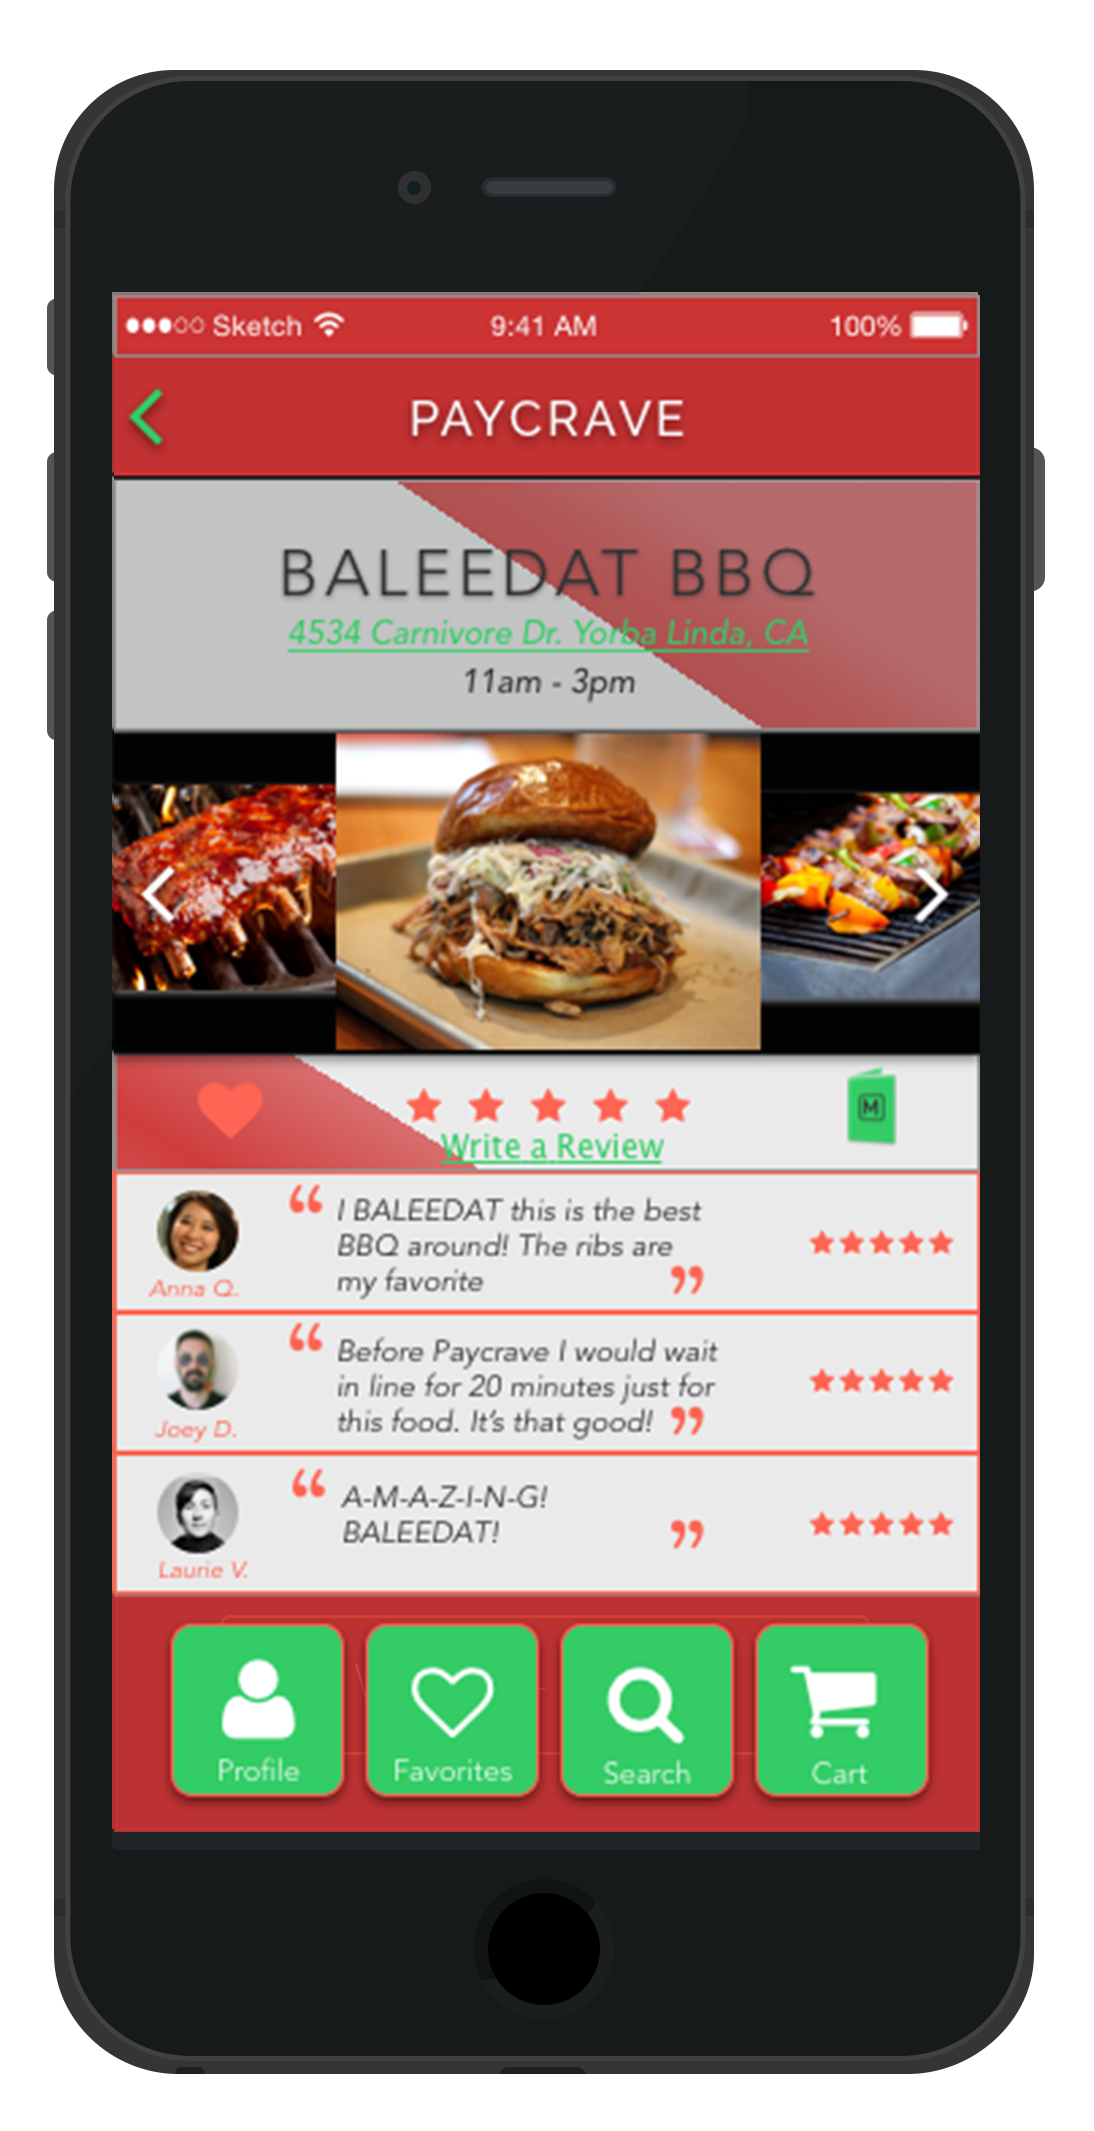 Sketch 9:41 AM 100%
PAYCRAVE
BALEEDAT BBQ
4534 Carnivore Dr. Yorba Linda, CA
11am - 3pm
M
Write a Review
“ I BALEEDAT this is the best
BBQ around! The ribs are
my favorite ”
Anna Q.
“ Before Paycrave I would wait
in line for 20 minutes just for
this food. It’s that good! ”
Joey D.
“ A-M-A-Z-I-N-G!
BALEEDAT! ”
Laurie V.
Profile Favorites Search Cart